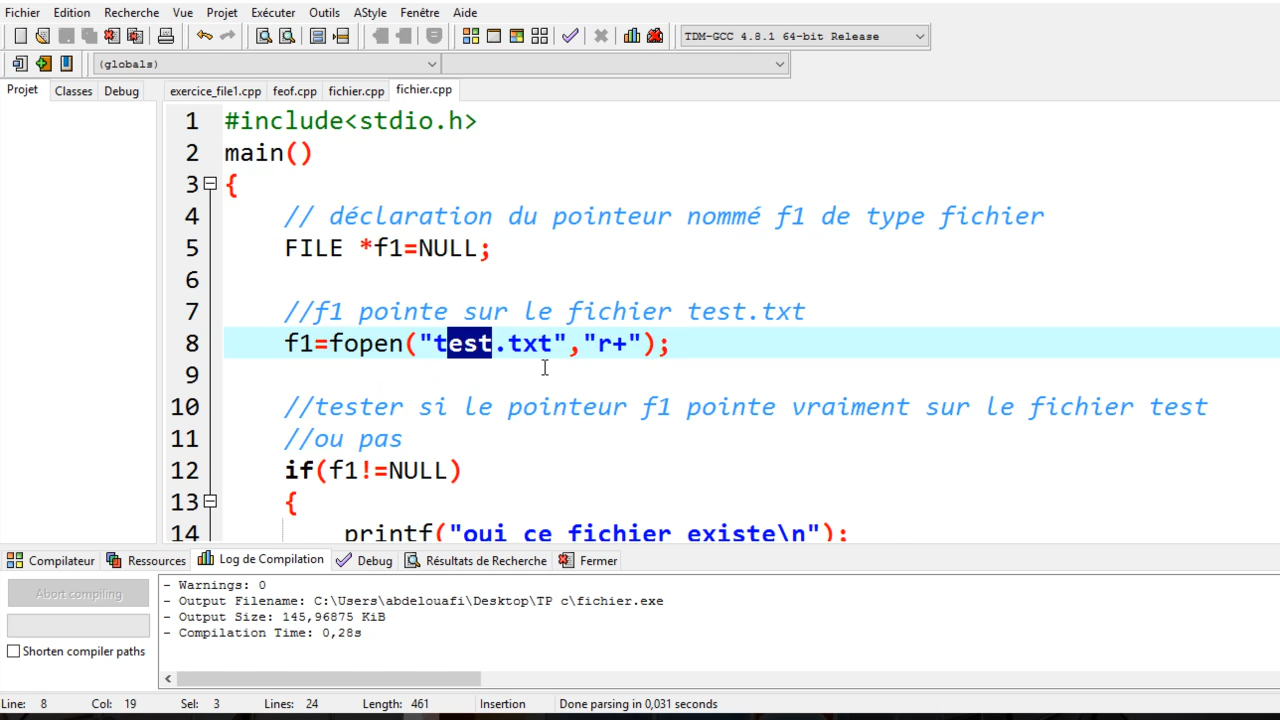 Fichier Edition Recherche Vue Projet Exécuter Outils AStyle Fenêtre Aide
TDM-GCC 4.8.1 64-bit Release
(globals)
Projet Classes Debug
exercice_file1.cpp feof.cpp fichier.cpp fichier.cpp
1 #include<stdio.h>
2 main()
3 {
4 // déclaration du pointeur nommé f1 de type fichier
5 FILE *f1=NULL;
6
7 //f1 pointe sur le fichier test.txt
8 f1=fopen("test.txt","r+");
9
10 //tester si le pointeur f1 pointe vraiment sur le fichier test
11 //ou pas
12 if(f1!=NULL)
13 {
14 printf("oui ce fichier existe\n");
Compilateur Ressources Log de Compilation Debug Résultats de Recherche Fermer
Abort compiling
Shorten compiler paths
- Warnings: 0
- Output Filename: C:\Users\abdelouafi\Desktop\TP c\fichier.exe
- Output Size: 145,96875 KiB
- Compilation Time: 0,28s
Line: 8 Col: 19 Sel: 3 Lines: 24 Length: 461 Insertion Done parsing in 0,031 seconds